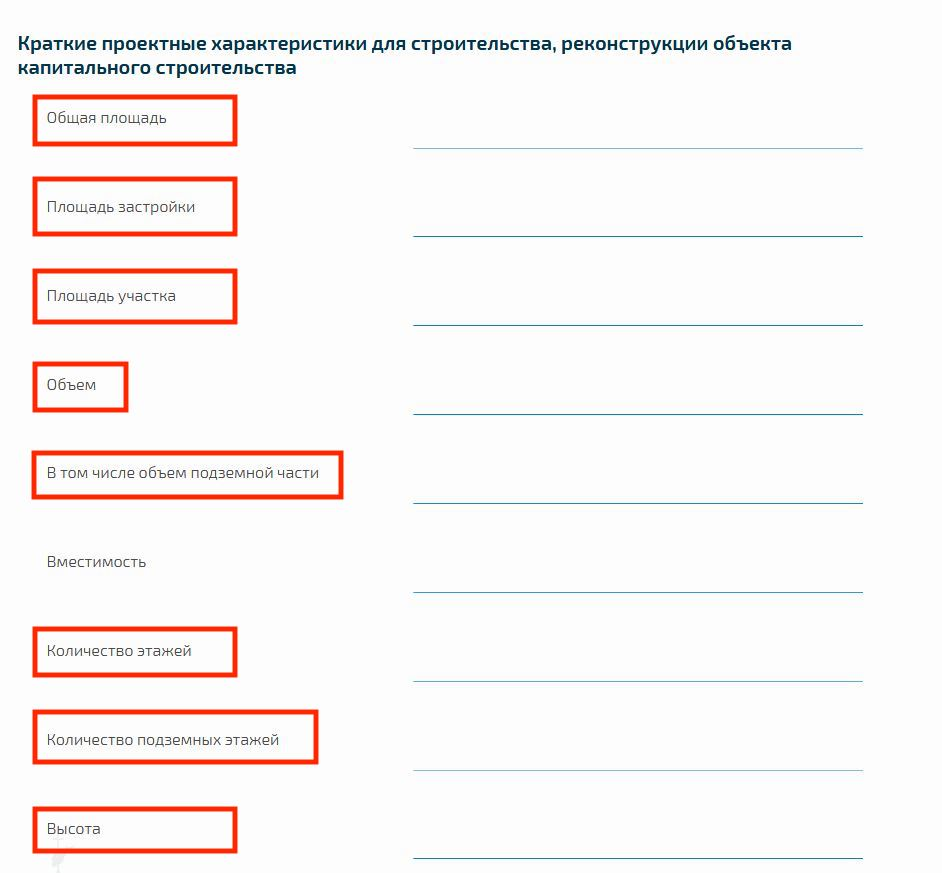 Краткие проектные характеристики для строительства, реконструкции объекта
капитального строительства
Общая площадь
Площадь застройки
Площадь участка
Объем
В том числе объем подземной части
Вместимость
Количество этажей
Количество подземных этажей
Высота